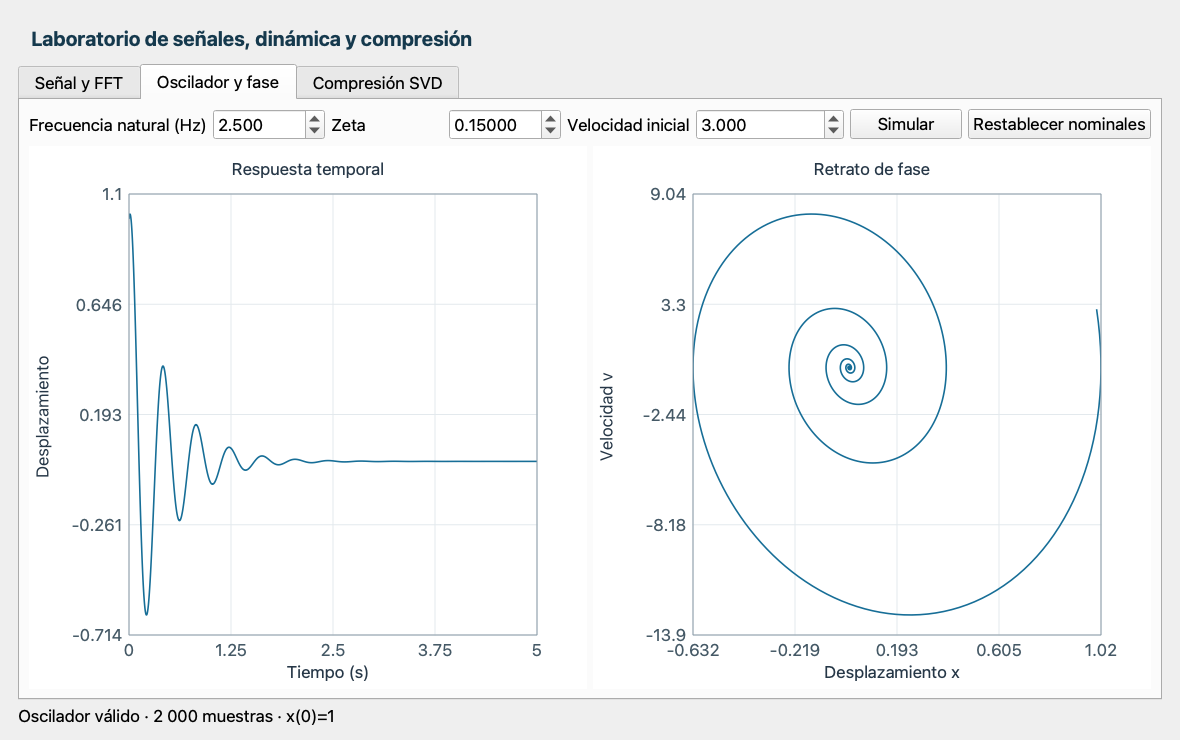 Laboratorio de señales, dinámica y compresión
Señal y FFT
Oscilador y fase
Compresión SVD
Frecuencia natural (Hz) 2.500 Zeta 0.15000 Velocidad inicial 3.000 Simular Restablecer nominales
Respuesta temporal
1.1
0.646
0.193
-0.261
-0.714
Desplazamiento
0 1.25 2.5 3.75 5
Tiempo (s)
Retrato de fase
9.04
3.3
-2.44
-8.18
-13.9
Velocidad v
-0.632 -0.219 0.193 0.605 1.02
Desplazamiento x
Oscilador válido · 2 000 muestras · x(0)=1